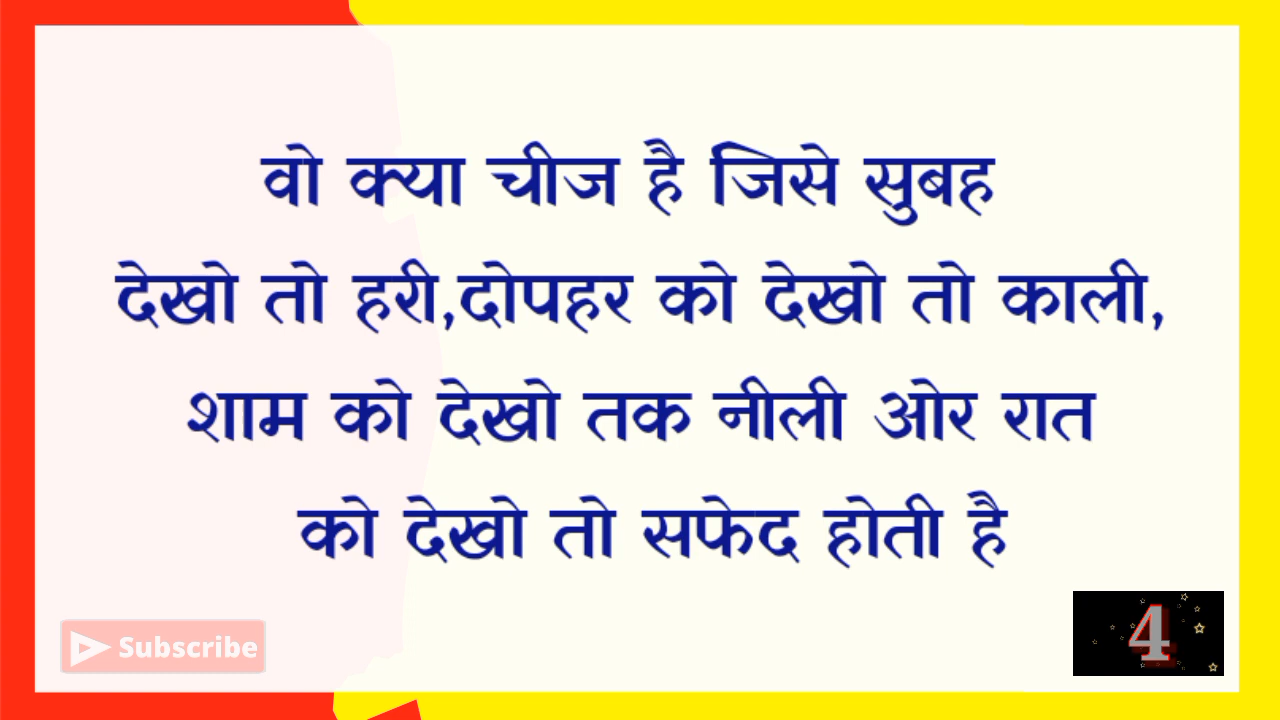 वो क्या चीज है जिसे सुबह
देखो तो हरी,दोपहर को देखो तो काली,
शाम को देखो तक नीली ओर रात
को देखो तो सफेद होती है
Subscribe
4